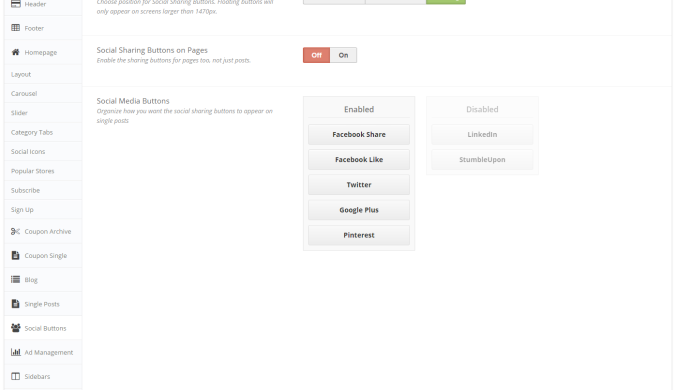 Header
Footer
Homepage
Layout
Carousel
Slider
Category Tabs
Social Icons
Popular Stores
Subscribe
Sign Up
Coupon Archive
Coupon Single
Blog
Single Posts
Social Buttons
Ad Management
Sidebars
Choose position for Social Sharing Buttons. Floating buttons will
only appear on screens larger than 1470px.
Social Sharing Buttons on Pages
Enable the sharing buttons for pages too, not just posts.
Off On
Social Media Buttons
Organize how you want the social sharing buttons to appear on
single posts
Enabled
Facebook Share
Facebook Like
Twitter
Google Plus
Pinterest
Disabled
LinkedIn
StumbleUpon